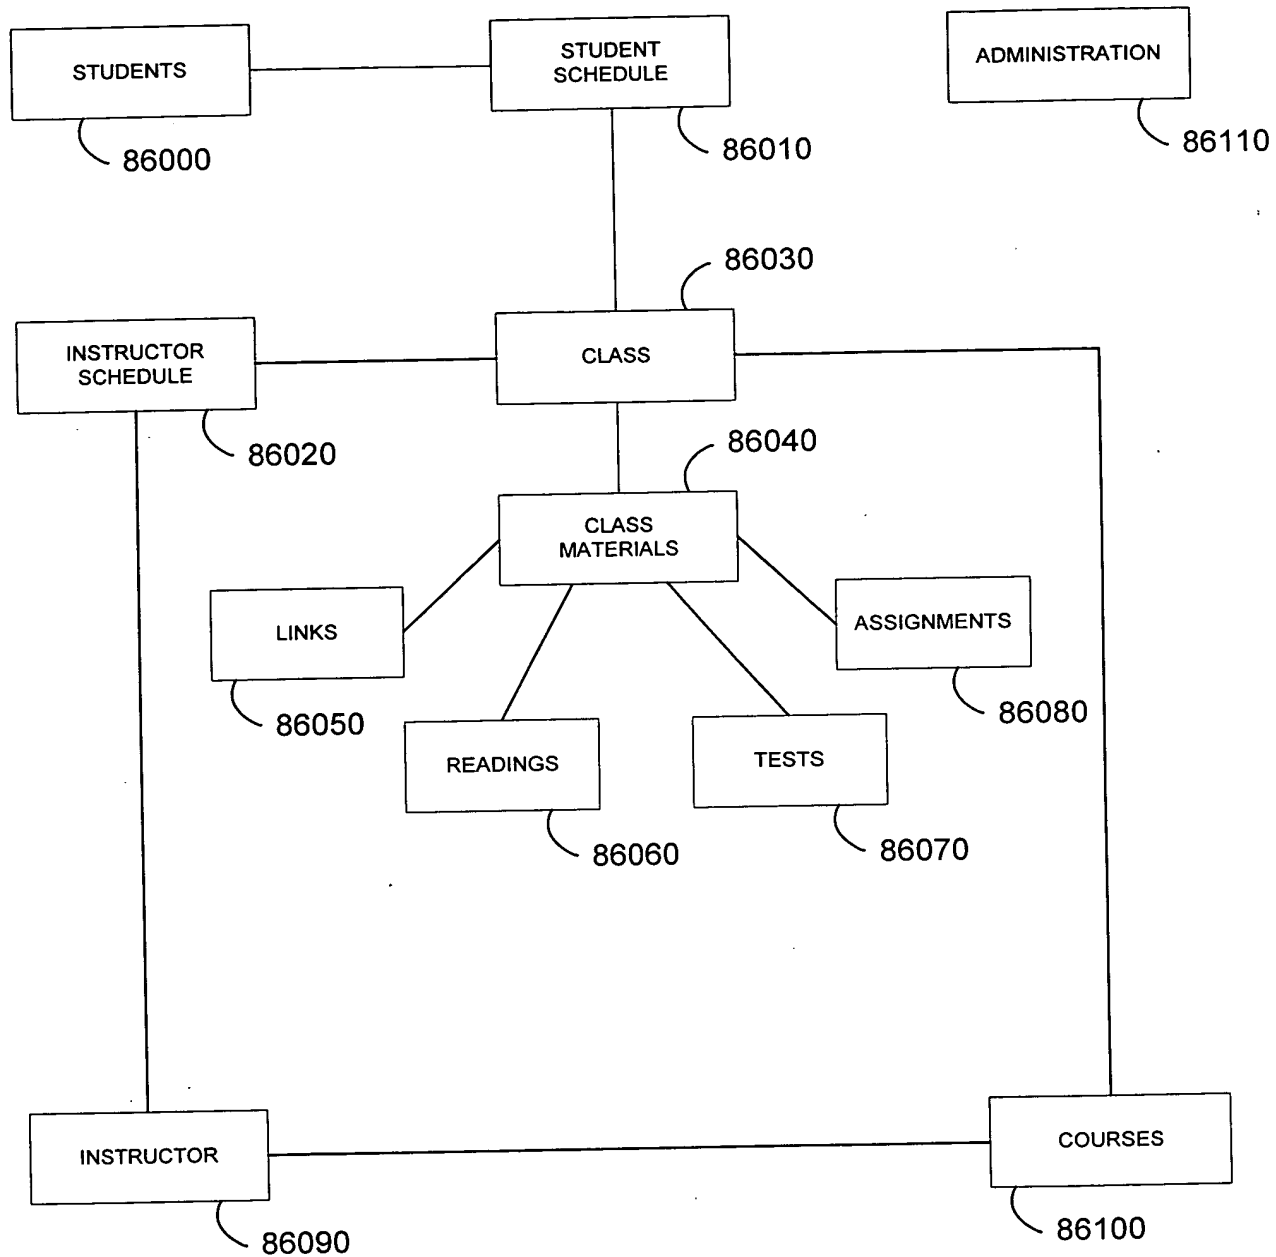 STUDENTS
86000
STUDENT
SCHEDULE
86010
ADMINISTRATION
86110
INSTRUCTOR
SCHEDULE
86020
86030
CLASS
86040
CLASS
MATERIALS
LINKS
86050
READINGS
86060
TESTS
86070
ASSIGNMENTS
86080
INSTRUCTOR
86090
COURSES
86100